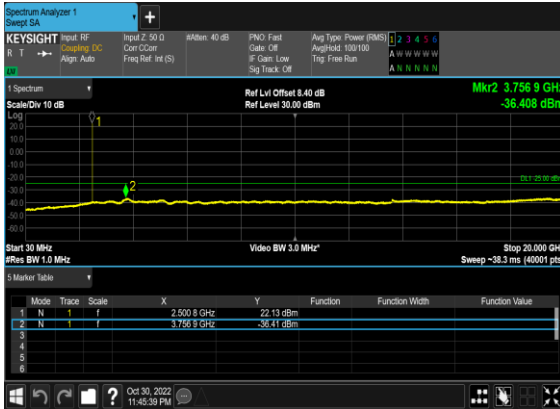 Spectrum Analyzer 1
Swept SA
+
KEYSIGHT
R T
LV
Input: RF
Coupling: DC
Align: Auto
Input Z: 50 Ω
Corr CCorr
Freq Ref: Int (S)
#Atten: 40 dB
PNO: Fast
Gate: Off
IF Gain: Low
Sig Track: Off
Avg Type: Power (RMS)
Avg|Hold: 100/100
Trig: Free Run
1 2 3 4 5 6
A W W W W W
A N N N N N
1 Spectrum
Scale/Div 10 dB
Ref Lvl Offset 8.40 dB
Ref Level 30.00 dBm
Mkr2 3.756 9 GHz
-36.408 dBm
Log
20.0
10.0
0.00
-10.0
-20.0
-30.0
-40.0
-50.0
-60.0
1
2
DL1 -25.00 dBm
Start 30 MHz
#Res BW 1.0 MHz
Video BW 3.0 MHz*
Stop 20.000 GHz
Sweep ~38.3 ms (40001 pts)
5 Marker Table
Mode Trace Scale X Y Function Function Width Function Value
1 N 1 f 2.500 8 GHz 22.13 dBm
2 N 1 f 3.756 9 GHz -36.41 dBm
3
4
5
6
?
Oct 30, 2022
11:45:39 PM